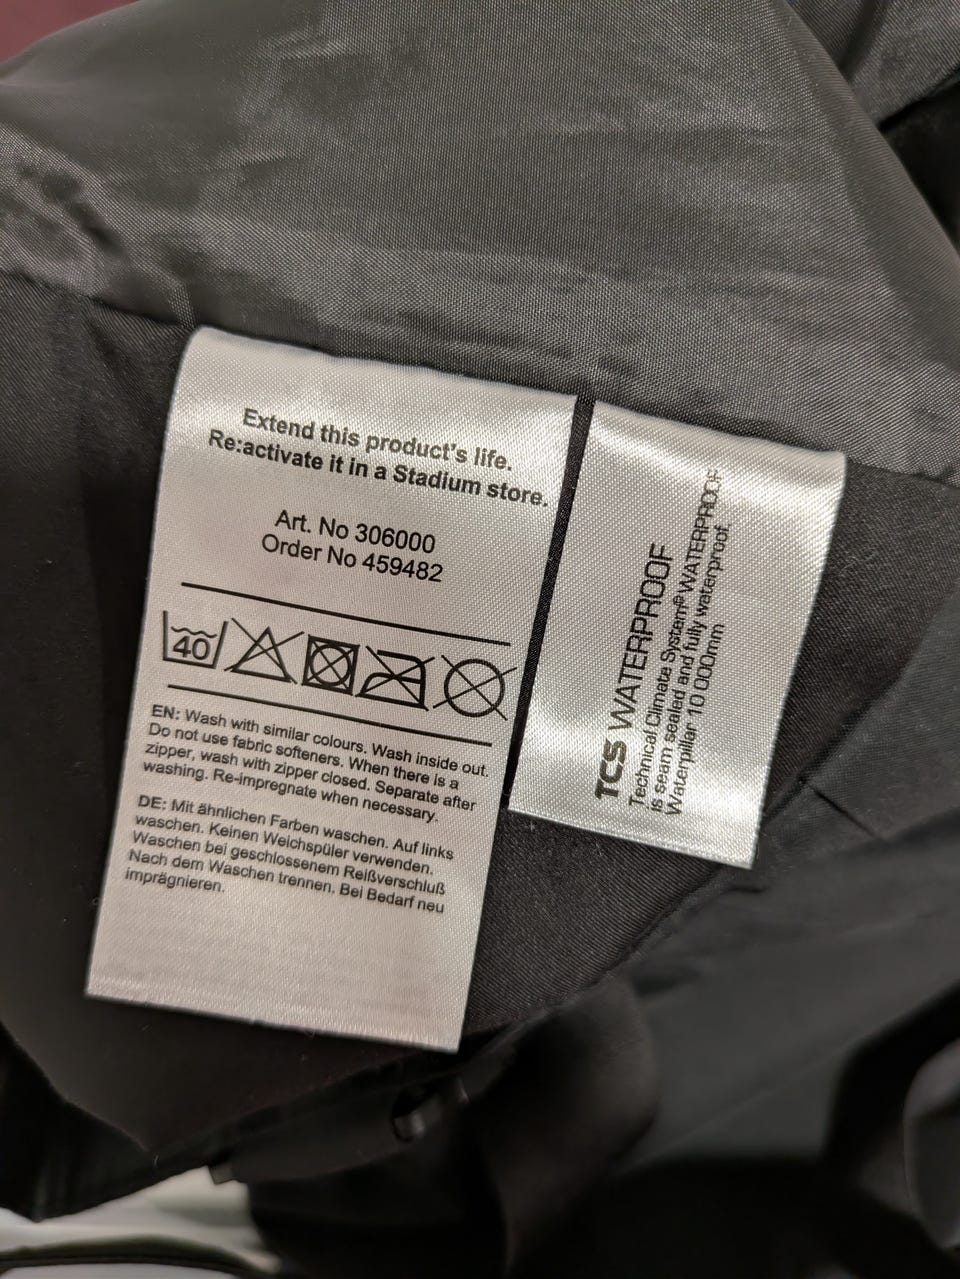 Extend this product's life.
Re:activate it in a Stadium store.
Art. No 306000
Order No 459482
40
EN: Wash with similar colours. Wash inside out.
Do not use fabric softeners. When there is a
zipper, wash with zipper closed. Separate after
washing. Re-impregnate when necessary.
DE: Mit ähnlichen Farben waschen. Auf links
waschen. Keinen Weichspüler verwenden.
Waschen bei geschlossenem Reißverschluß
Nach dem Waschen trennen. Bei Bedarf neu
imprägnieren.
TCS WATERPROOF
Technical Climate System® WATERPROOF
is seam sealed and fully waterproof.
Waterpillar 10 000mm